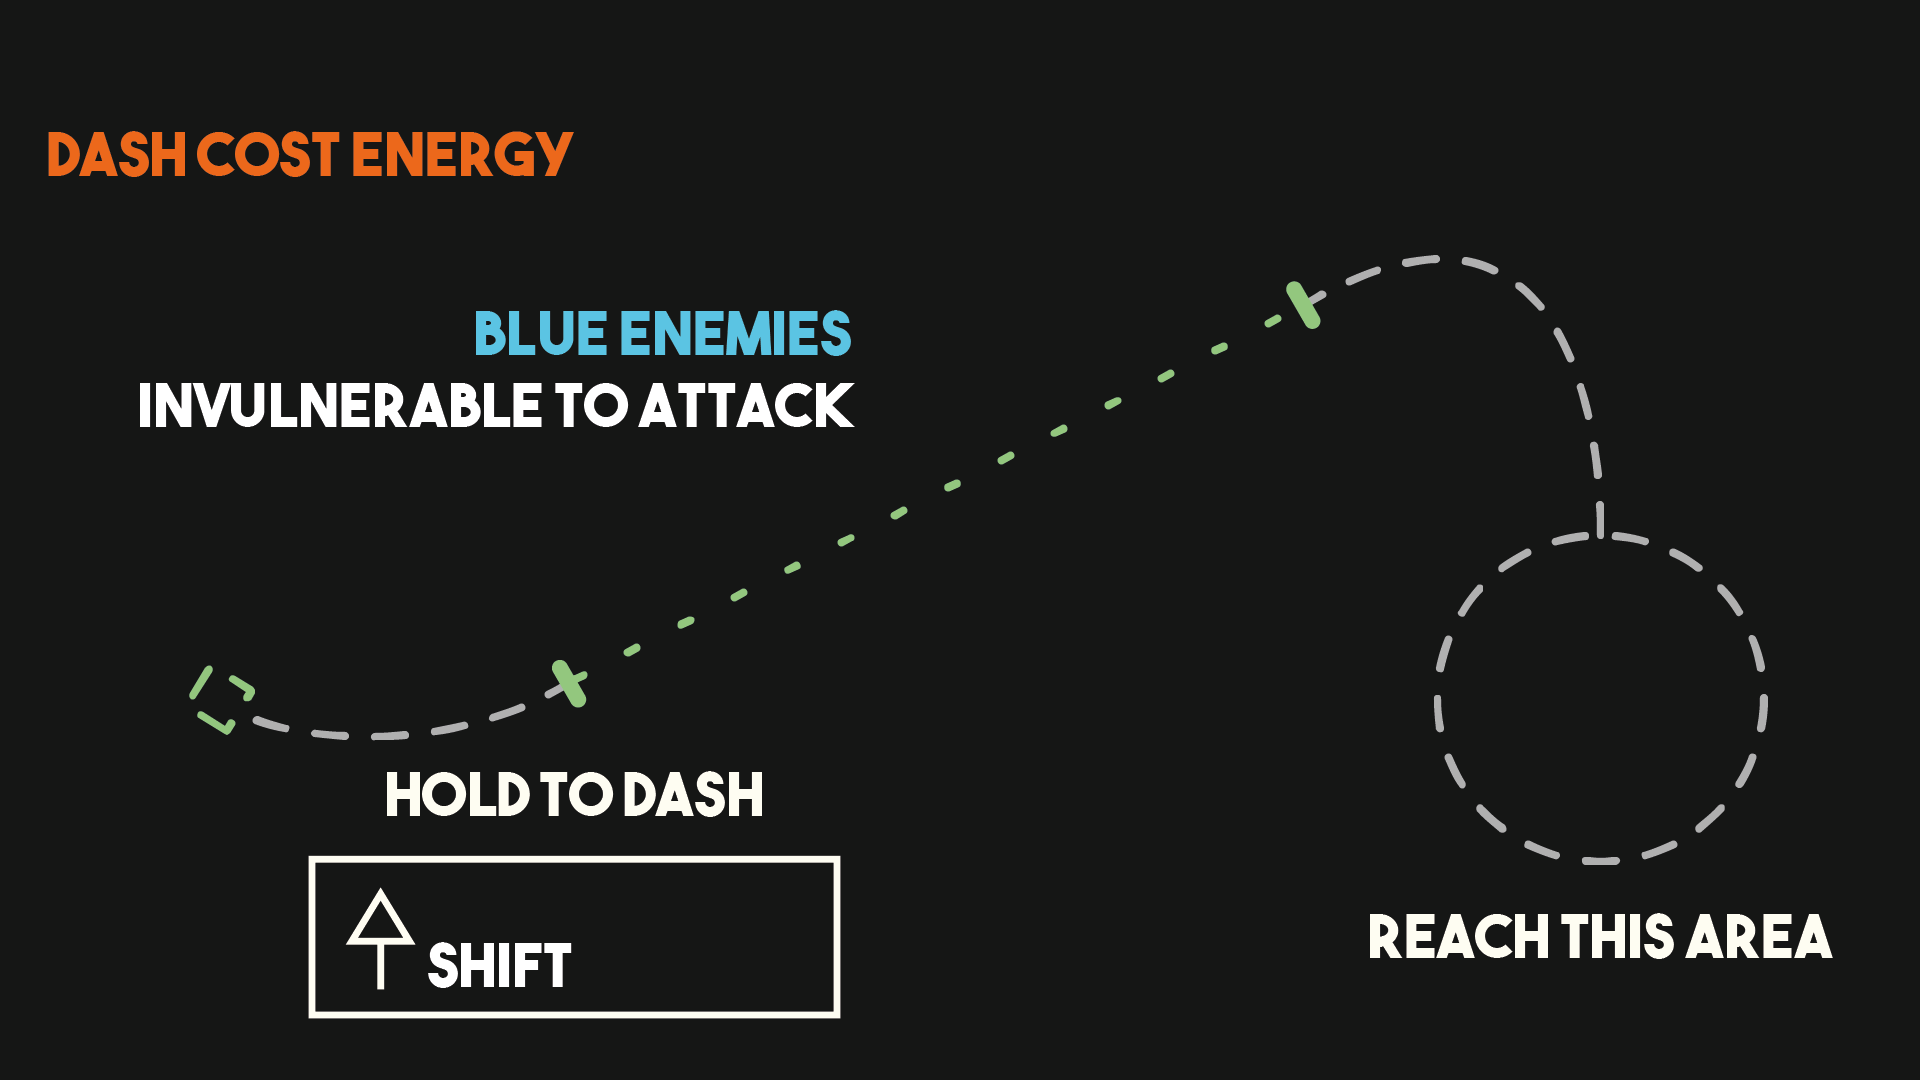 DASH COST ENERGY
BLUE ENEMIES
INVULNERABLE TO ATTACK
HOLD TO DASH
SHIFT
REACH THIS AREA